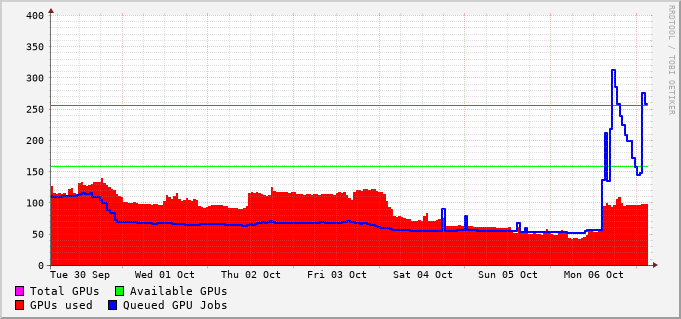 400
350
300
250
200
150
100
50
0
Tue 30 Sep Wed 01 Oct Thu 02 Oct Fri 03 Oct Sat 04 Oct Sun 05 Oct Mon 06 Oct
Total GPUs Available GPUs
GPUs used Queued GPU Jobs
RRDTOOL / TOBI OETIKER